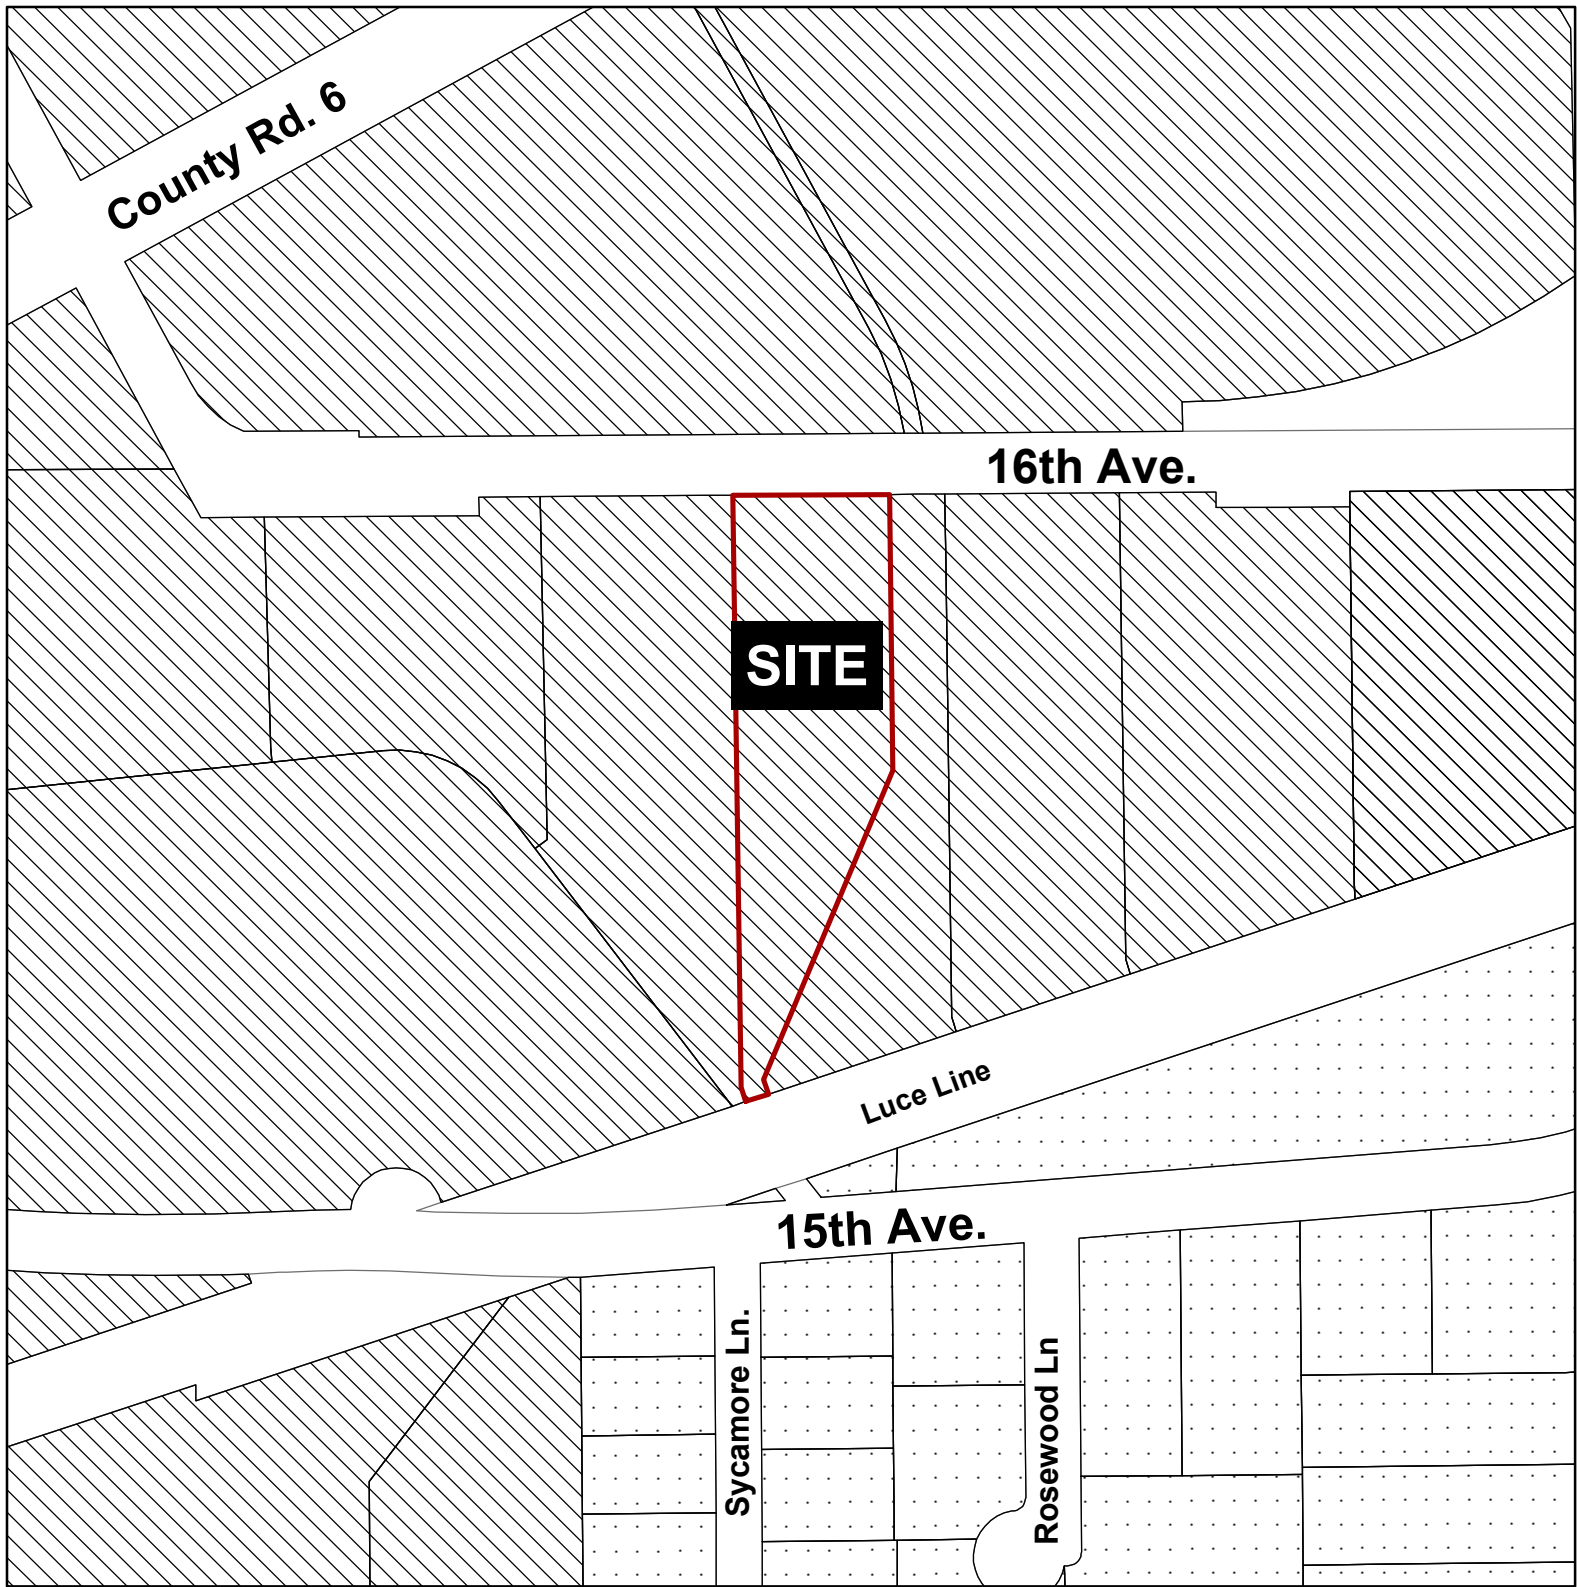 County Rd. 6
16th Ave.
SITE
Luce Line
15th Ave.
Sycamore Ln.
Rosewood Ln